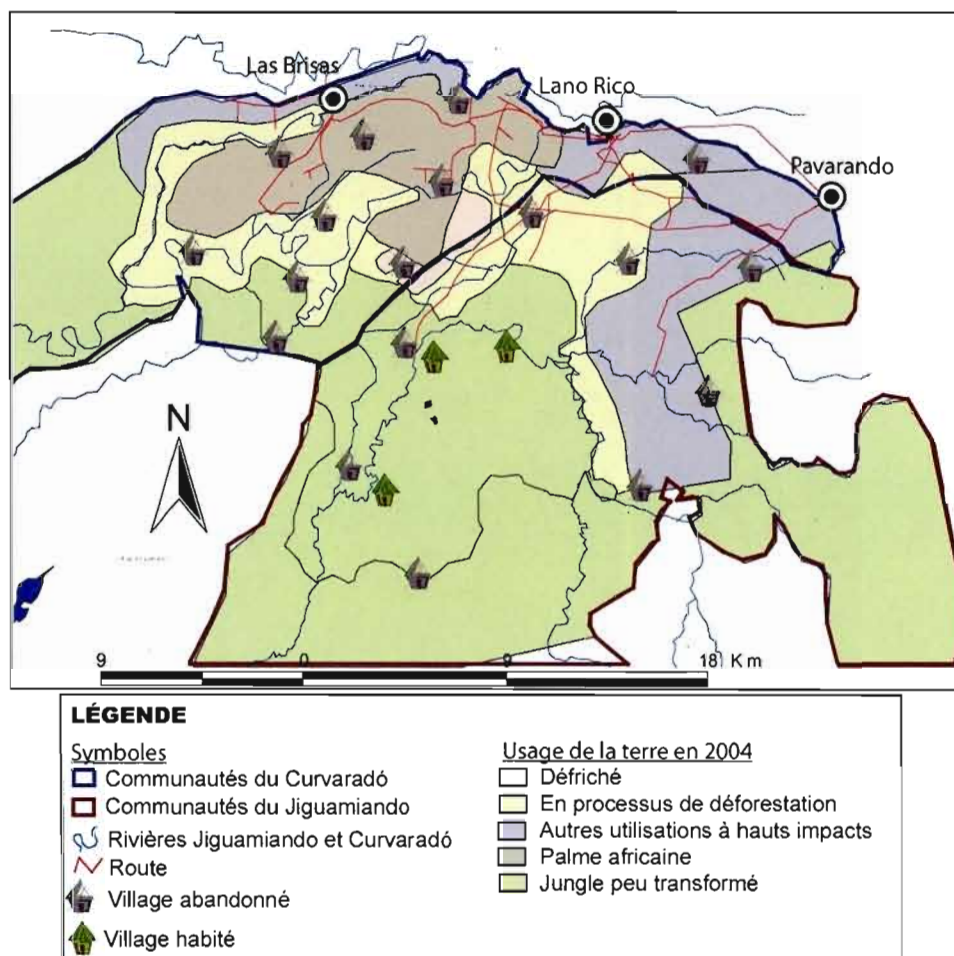 Las Brisas
Lano Rico
Pavarando
N
9 0 9 18 Km
LÉGENDE
Symboles
Communautés du Curvaradó
Communautés du Jiguamiando
Rivières Jiguamiando et Curvaradó
Route
Village abandonné
Village habité
Usage de la terre en 2004
Défriché
En processus de déforestation
Autres utilisations à hauts impacts
Palme africaine
Jungle peu transformé